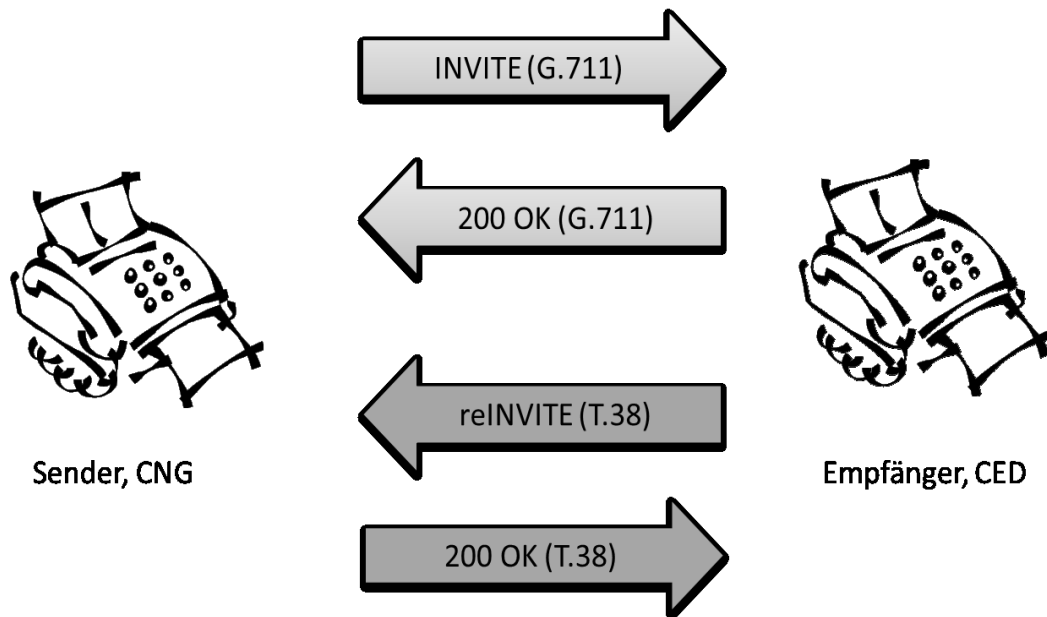 INVITE (G.711)
200 OK (G.711)
reINVITE (T.38)
Sender, CNG
Empfänger, CED
200 OK (T.38)